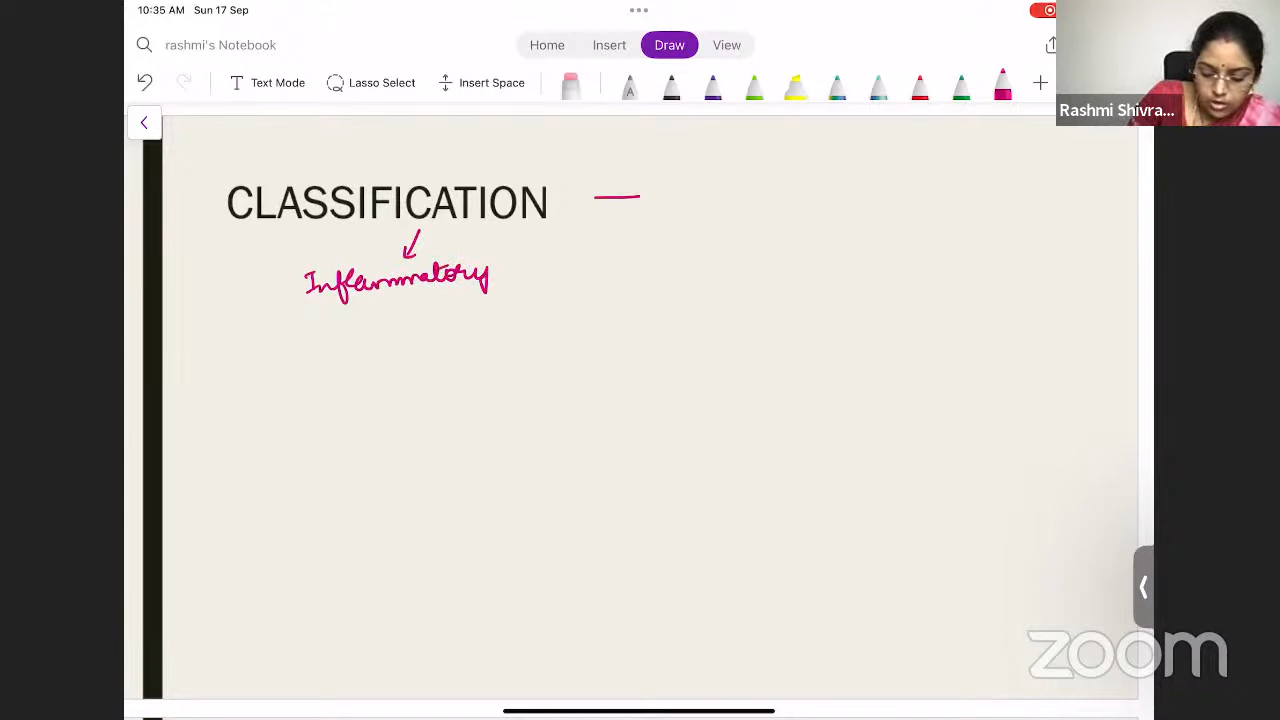 10:35 AM Sun 17 Sep
rashmi's Notebook
Home Insert Draw View
Text Mode Lasso Select Insert Space
A
Rashmi Shivra...
CLASSIFICATION —
Inflammatory
zoom